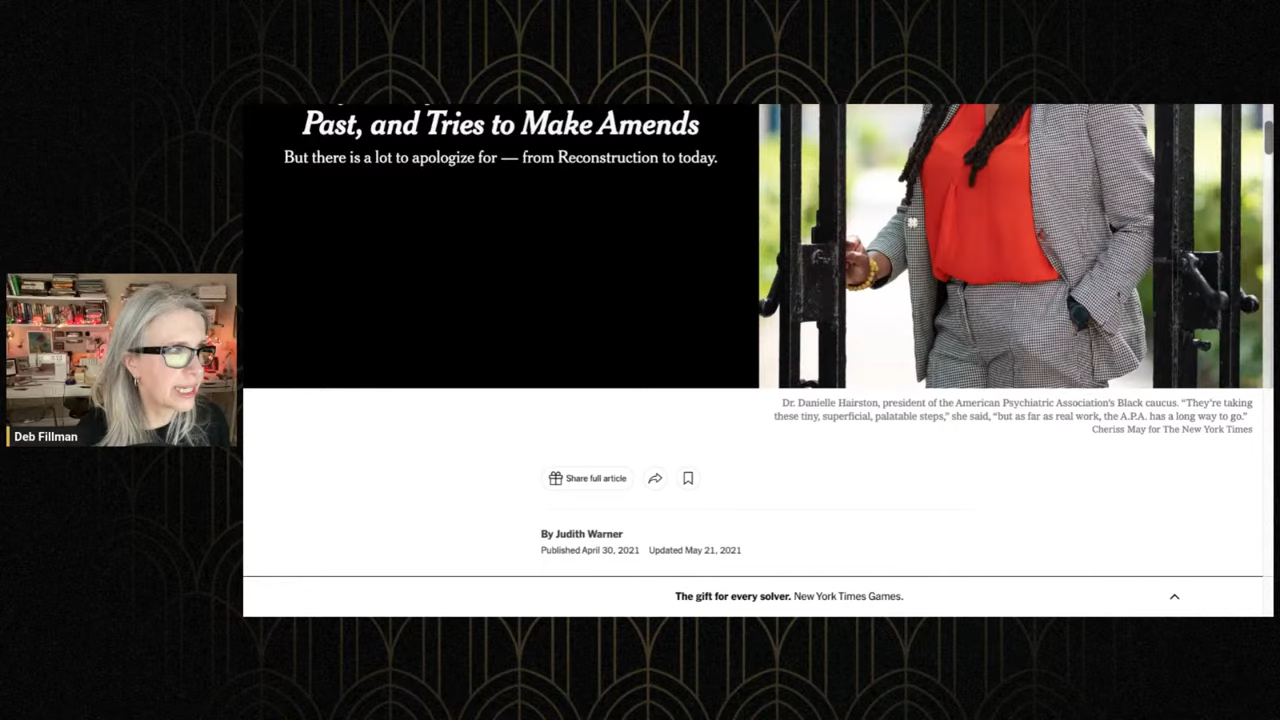 Past, and Tries to Make Amends
But there is a lot to apologize for — from Reconstruction to today.
Deb Fillman
Dr. Danielle Hairston, president of the American Psychiatric Association's Black caucus. “They're taking
these tiny, superficial, palatable steps,” she said, “but as far as real work, the A.P.A. has a long way to go.”
Cheriss May for The New York Times
Share full article
By Judith Warner
Published April 30, 2021 Updated May 21, 2021
The gift for every solver. New York Times Games.